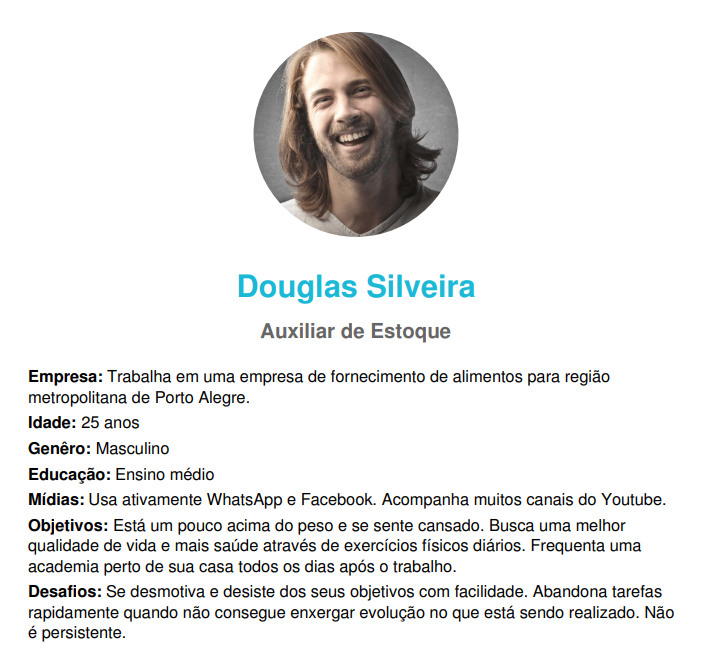 Douglas Silveira
Auxiliar de Estoque
Empresa: Trabalha em uma empresa de fornecimento de alimentos para região
metropolitana de Porto Alegre.
Idade: 25 anos
Genêro: Masculino
Educação: Ensino médio
Mídias: Usa ativamente WhatsApp e Facebook. Acompanha muitos canais do Youtube.
Objetivos: Está um pouco acima do peso e se sente cansado. Busca uma melhor
qualidade de vida e mais saúde através de exercícios físicos diários. Frequenta uma
academia perto de sua casa todos os dias após o trabalho.
Desafios: Se desmotiva e desiste dos seus objetivos com facilidade. Abandona tarefas
rapidamente quando não consegue enxergar evolução no que está sendo realizado. Não
é persistente.